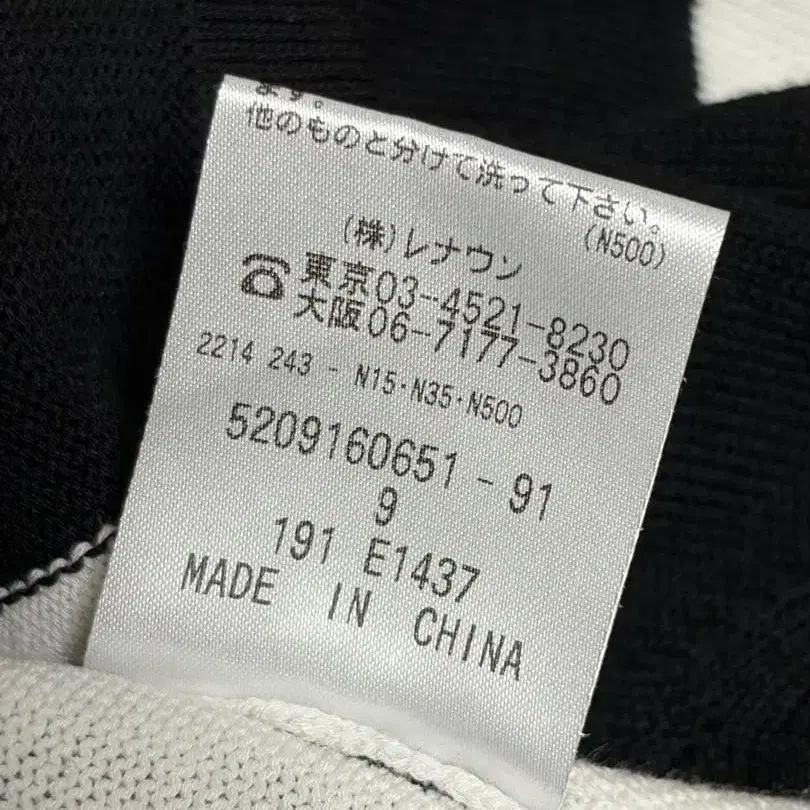 ます。
他のものと分けて洗って下さい。
(N500)
(株)レナウン
☎ 東京03-4521-8230
大阪06-7177-3860
2214 243 - N15・N35・N500
5209160651 - 91
9
191 E1437
MADE IN CHINA